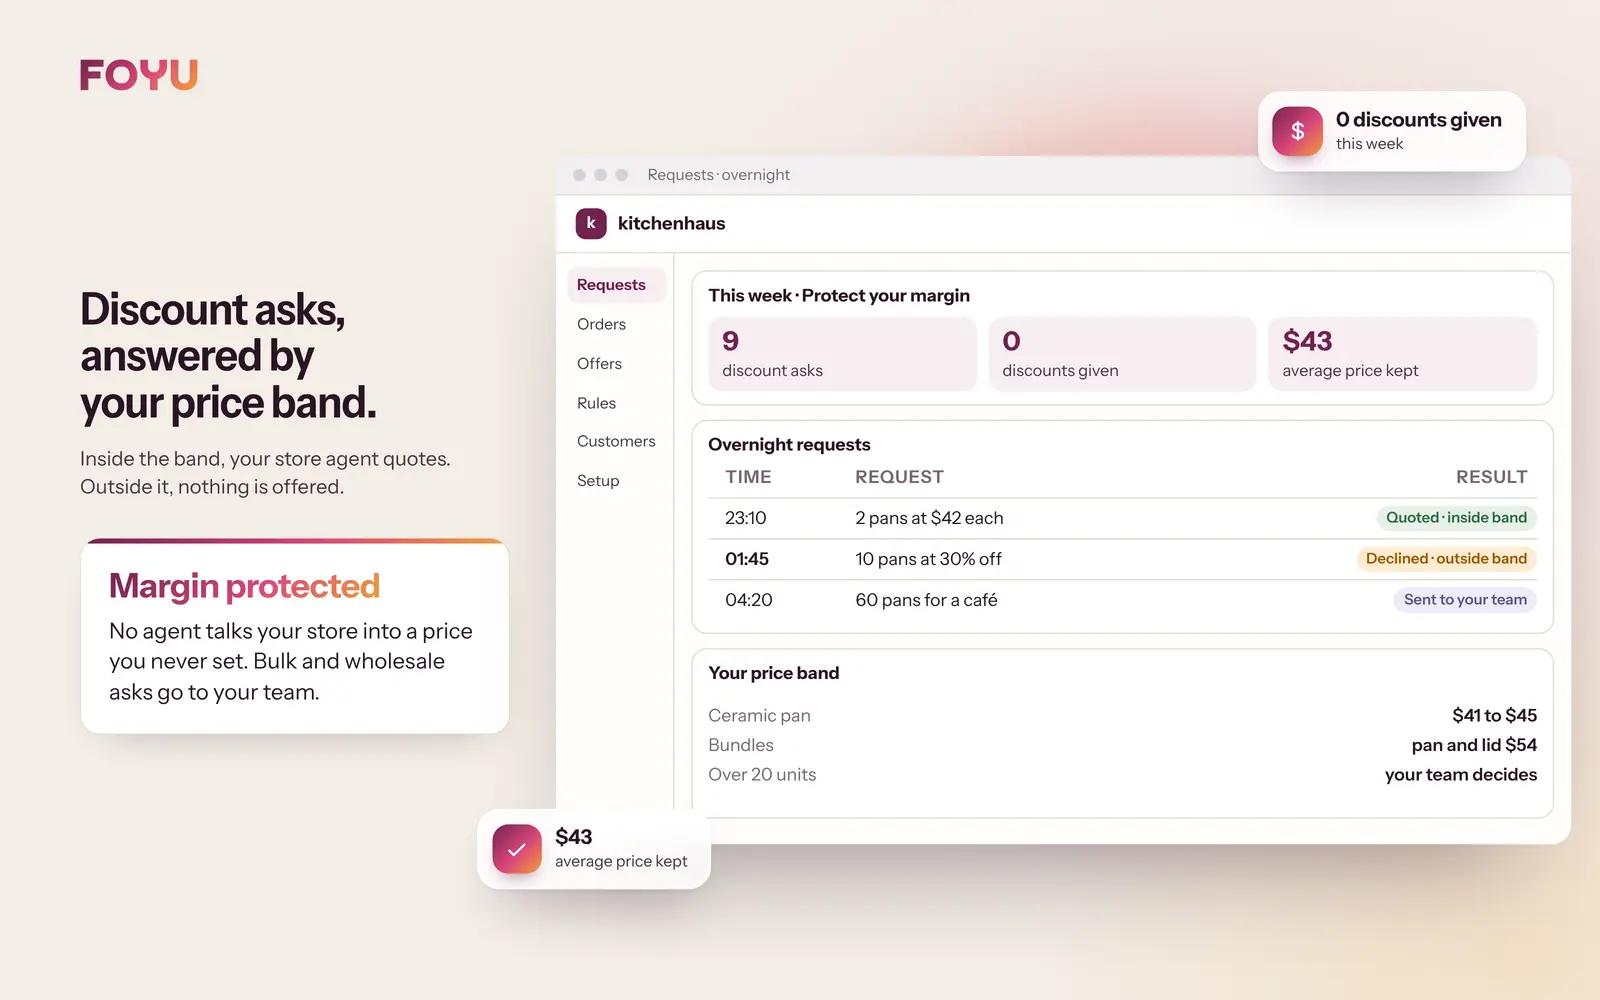 FOYU
Discount asks,
answered by
your price band.
Inside the band, your store agent quotes.
Outside it, nothing is offered.
Margin protected
No agent talks your store into a price
you never set. Bulk and wholesale
asks go to your team.
$
0 discounts given
this week
Requests · overnight
k
kitchenhaus
Requests
Orders
Offers
Rules
Customers
Setup
This week · Protect your margin
9
discount asks
0
discounts given
$43
average price kept
Overnight requests
TIME REQUEST RESULT
23:10 2 pans at $42 each Quoted · inside band
01:45 10 pans at 30% off Declined · outside band
04:20 60 pans for a café Sent to your team
Your price band
Ceramic pan $41 to $45
Bundles pan and lid $54
Over 20 units your team decides
$43
average price kept